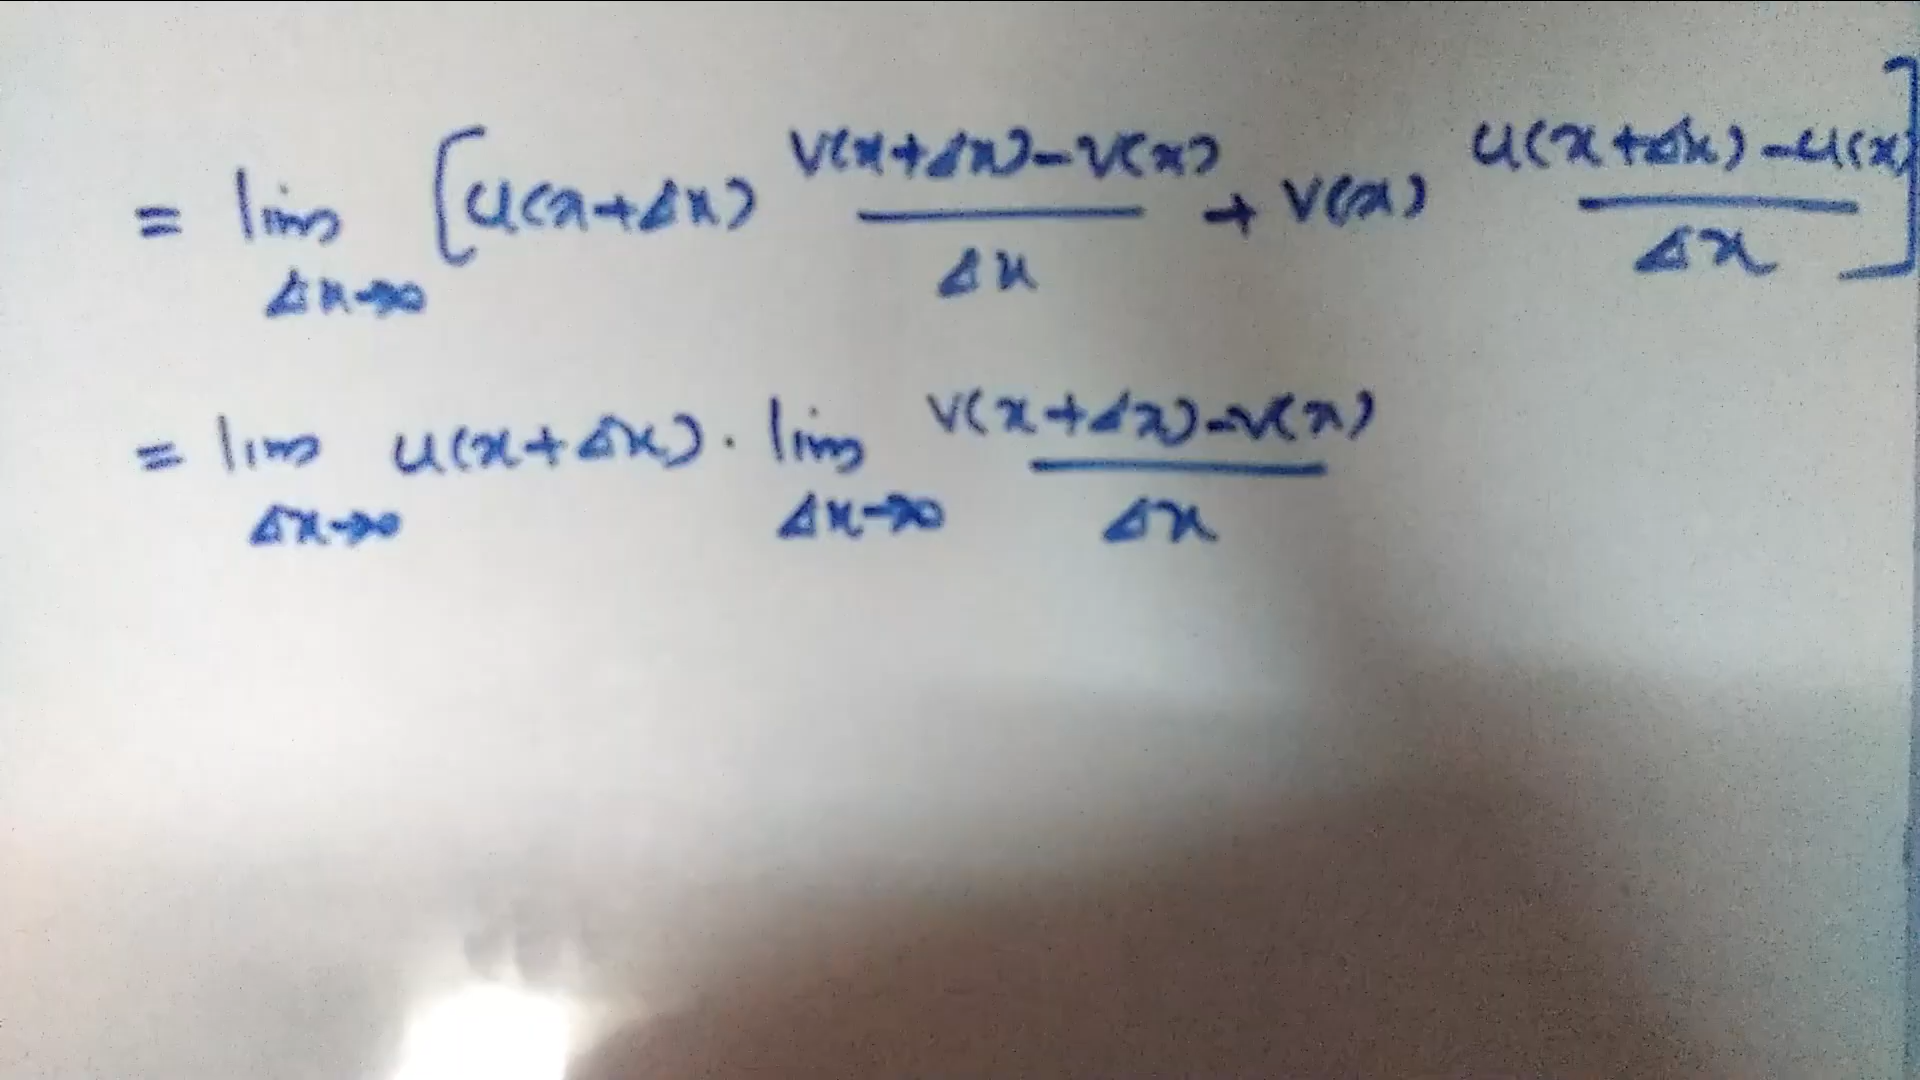 = lim Δx→0 [u(x+Δx) v(x+Δx)-v(x)/Δx + v(x) u(x+Δx)-u(x)/Δx]
= lim Δx→0 u(x+Δx) · lim Δx→0 v(x+Δx)-v(x)/Δx